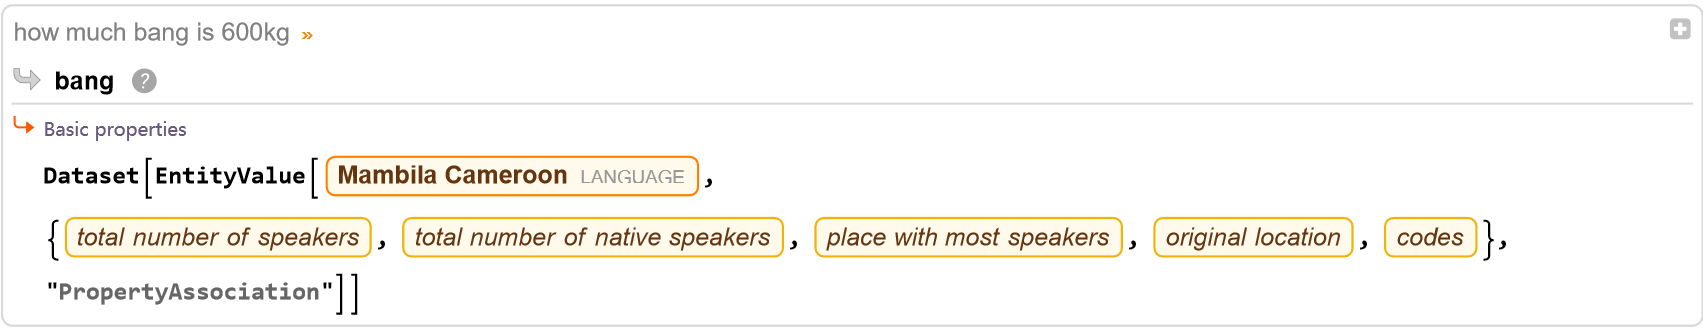 how much bang is 600kg »
bang ?
Basic properties
Dataset[EntityValue[Mambila Cameroon LANGUAGE,
{total number of speakers, total number of native speakers, place with most speakers, original location, codes},
"PropertyAssociation"]]